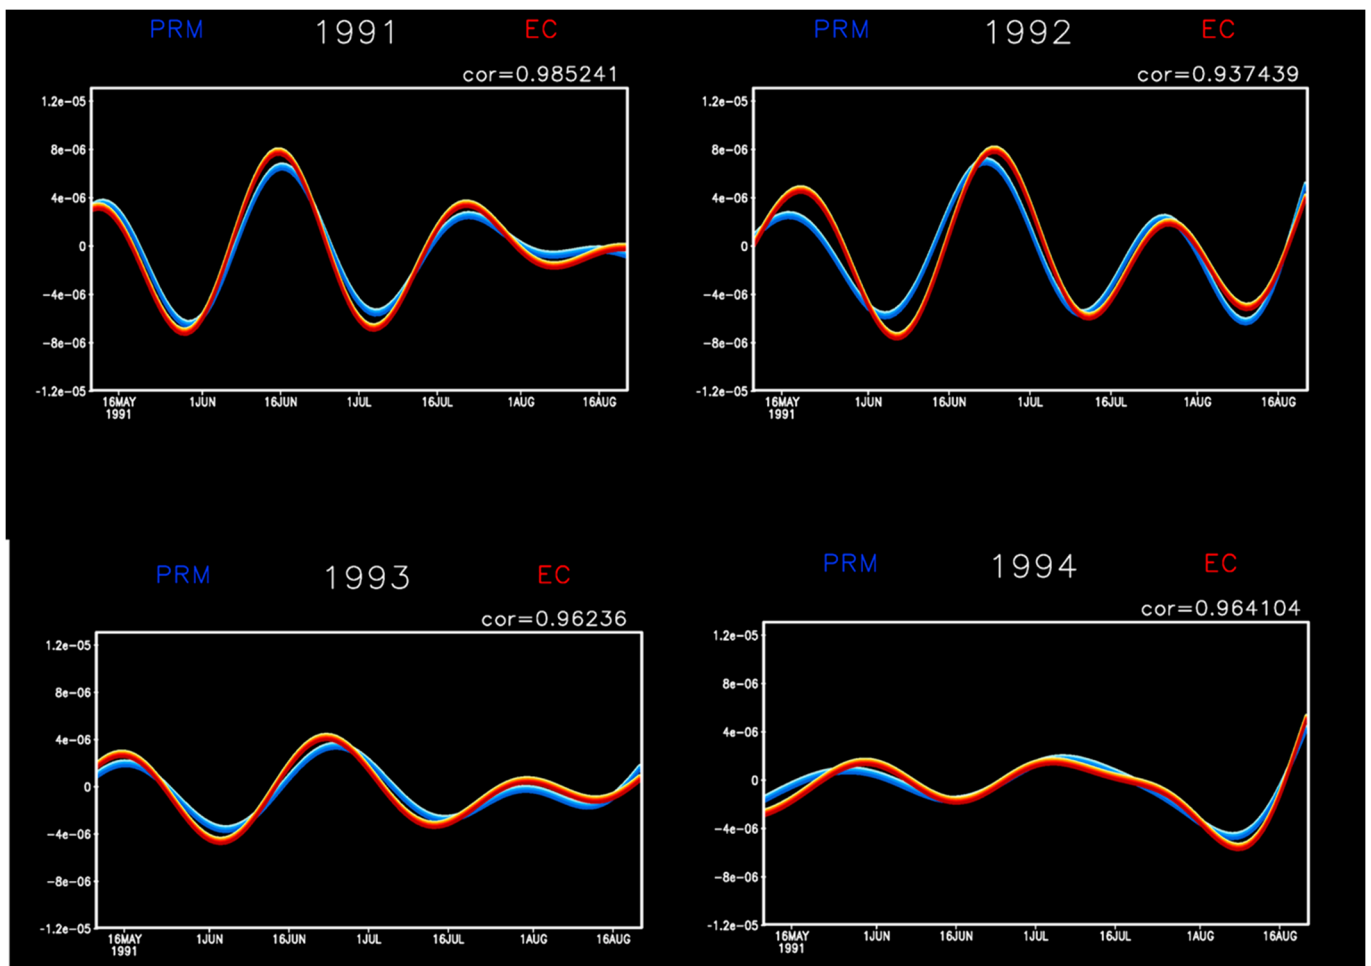 PRM 1991 EC
cor=0.985241
1.2e-05
8e-06
4e-06
0
-4e-06
-8e-06
-1.2e-05
16MAY 1JUN 16JUN 1JUL 16JUL 1AUG 16AUG
1991
PRM 1992 EC
cor=0.937439
1.2e-05
8e-06
4e-06
0
-4e-06
-8e-06
-1.2e-05
16MAY 1JUN 16JUN 1JUL 16JUL 1AUG 16AUG
1991
PRM 1993 EC
cor=0.96236
1.2e-05
8e-06
4e-06
0
-4e-06
-8e-06
-1.2e-05
16MAY 1JUN 16JUN 1JUL 16JUL 1AUG 16AUG
1991
PRM 1994 EC
cor=0.964104
1.2e-05
8e-06
4e-06
0
-4e-06
-8e-06
-1.2e-05
16MAY 1JUN 16JUN 1JUL 16JUL 1AUG 16AUG
1991